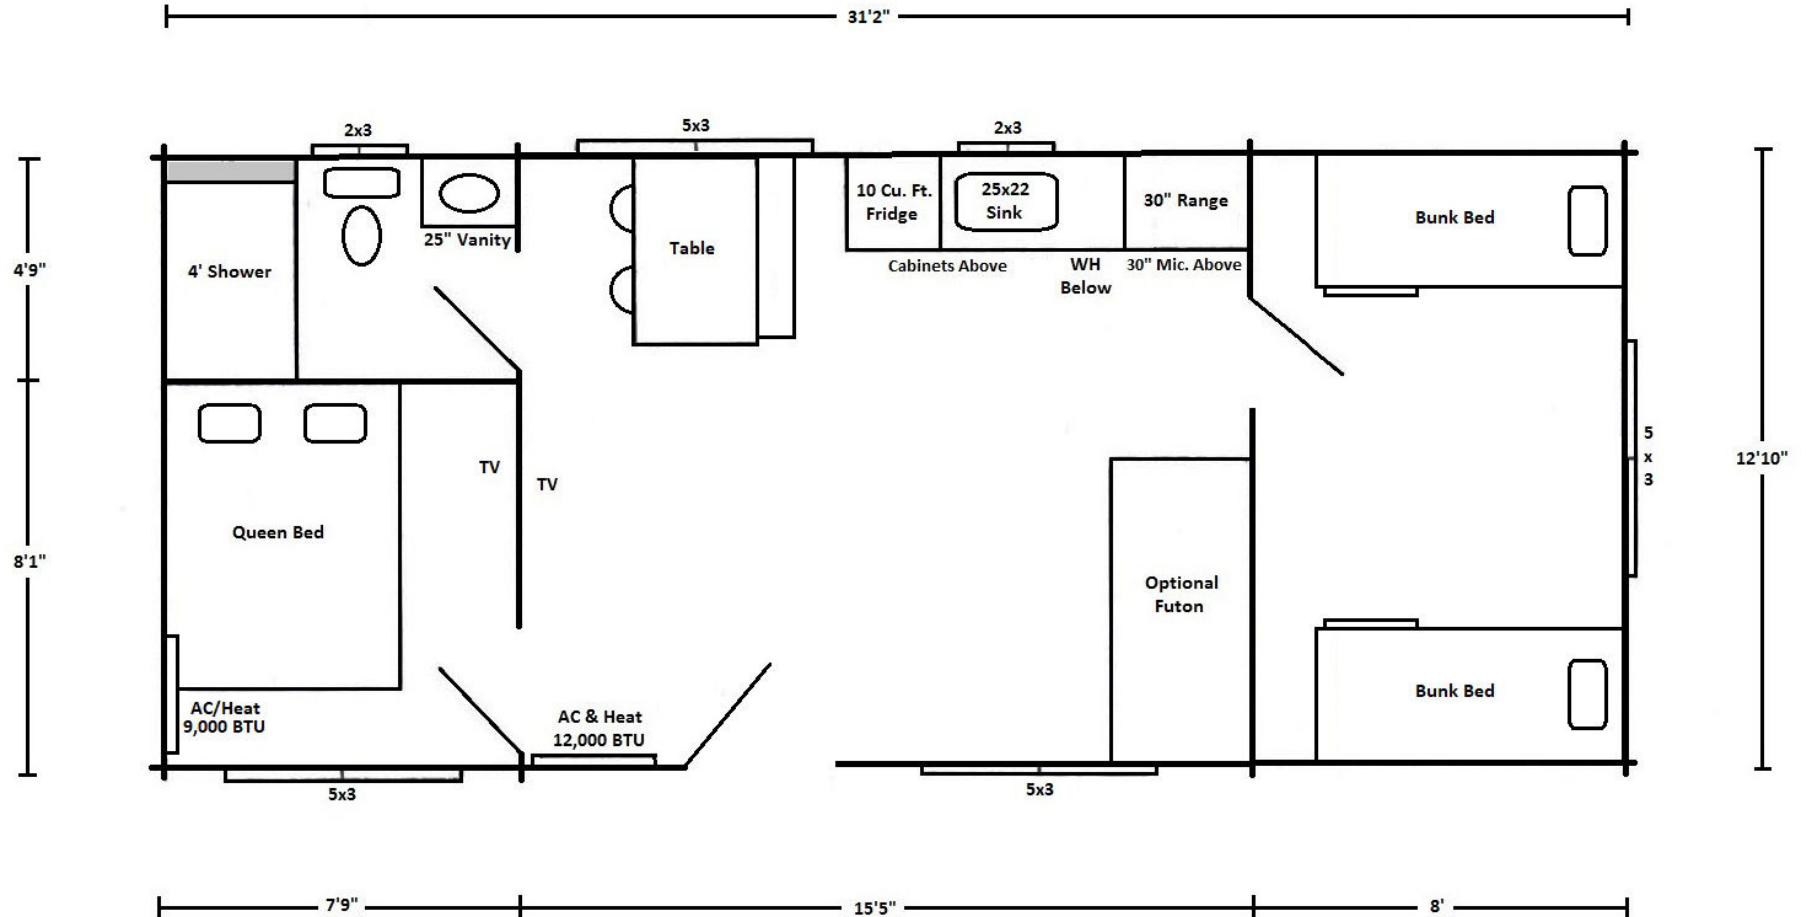 31'2"
2x3
5x3
2x3
10 Cu. Ft.
Fridge
25x22
Sink
30" Range
Bunk Bed
25" Vanity
Table
4' Shower
Cabinets Above
WH
Below
30" Mic. Above
4'9"
TV
TV
5
x
3
12'10"
Queen Bed
8'1"
Optional
Futon
Bunk Bed
AC/Heat
9,000 BTU
AC & Heat
12,000 BTU
5x3
5x3
7'9"
15'5"
8'